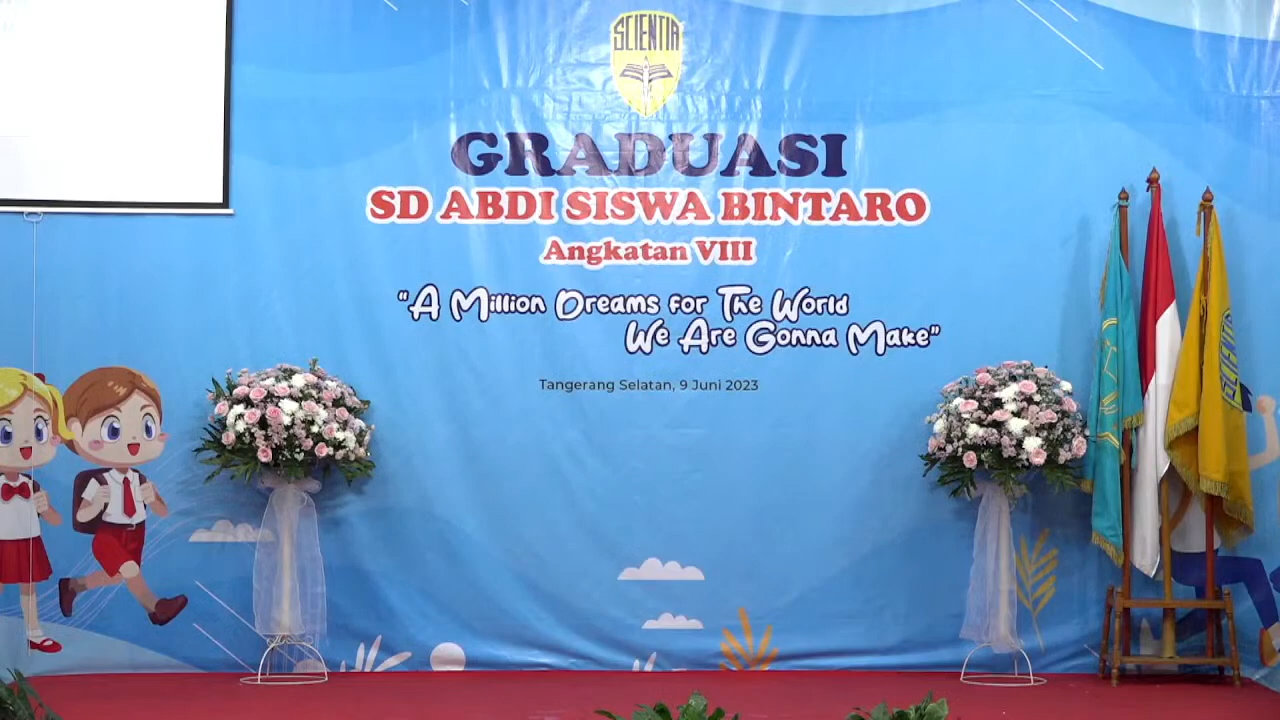 SCIENTIA
GRADUASI
SD ABDI SISWA BINTARO
Angkatan VIII
"A Million Dreams for The World
We Are Gonna Make"
Tangerang Selatan, 9 Juni 2023
SCIENTIA